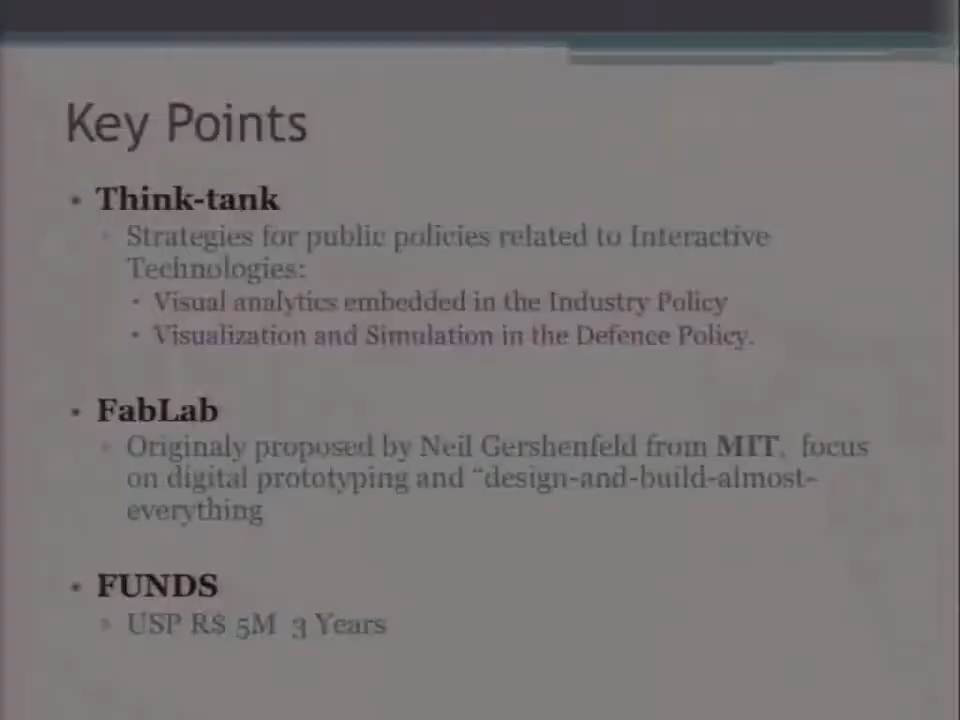 Key Points
• Think-tank
▫ Strategies for public policies related to Interactive
Technologies:
• Visual analytics embedded in the Industry Policy
• Visualization and Simulation in the Defence Policy.
• FabLab
▫ Originaly proposed by Neil Gershenfeld from MIT, focus
on digital prototyping and “design-and-build-almost-
everything
• FUNDS
▫ USP R$ 5M 3 Years